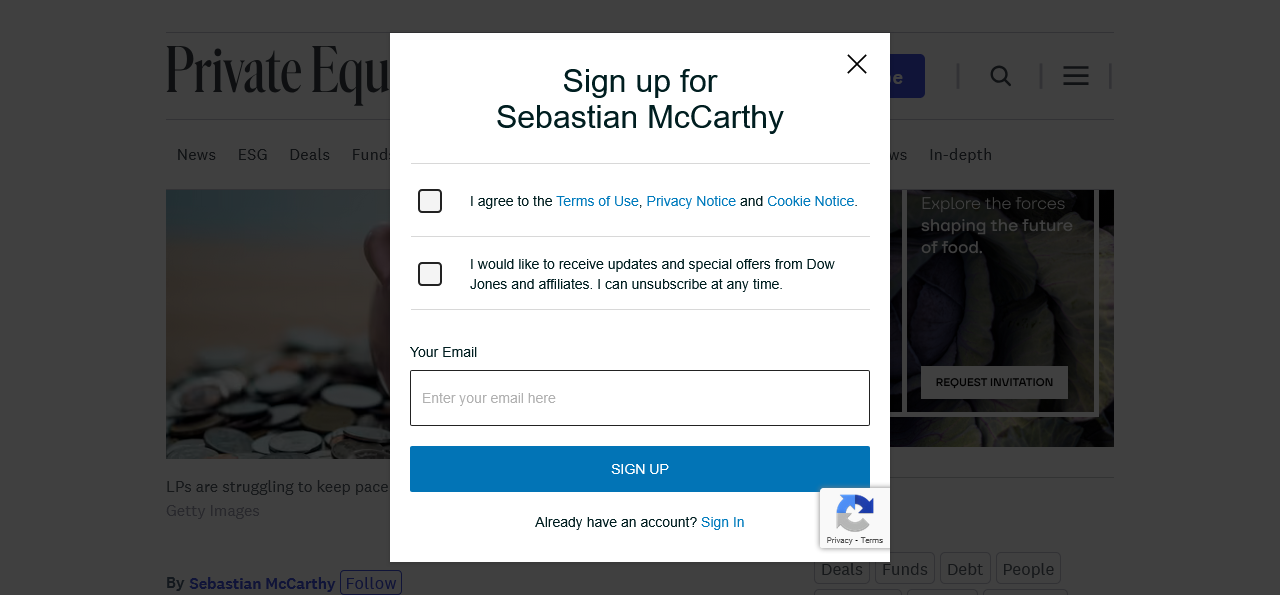 Private Equ
Sign up for
Sebastian McCarthy
News
ESG
Deals
In-depth
I agree to the Terms of Use, Privacy Notice and Cookie Notice.
I would like to receive updates and special offers from Dow
Jones and affiliates. I can unsubscribe at any time.
Your Email
Enter your email here
SIGN UP
Already have an account? Sign In
Privacy - Terms
Explore the forces
shaping the future
of food.
REQUEST INVITATION
LPs are struggling to keep pace
Getty Images
By Sebastian McCarthy Follow
Deals
Funds
Debt
People